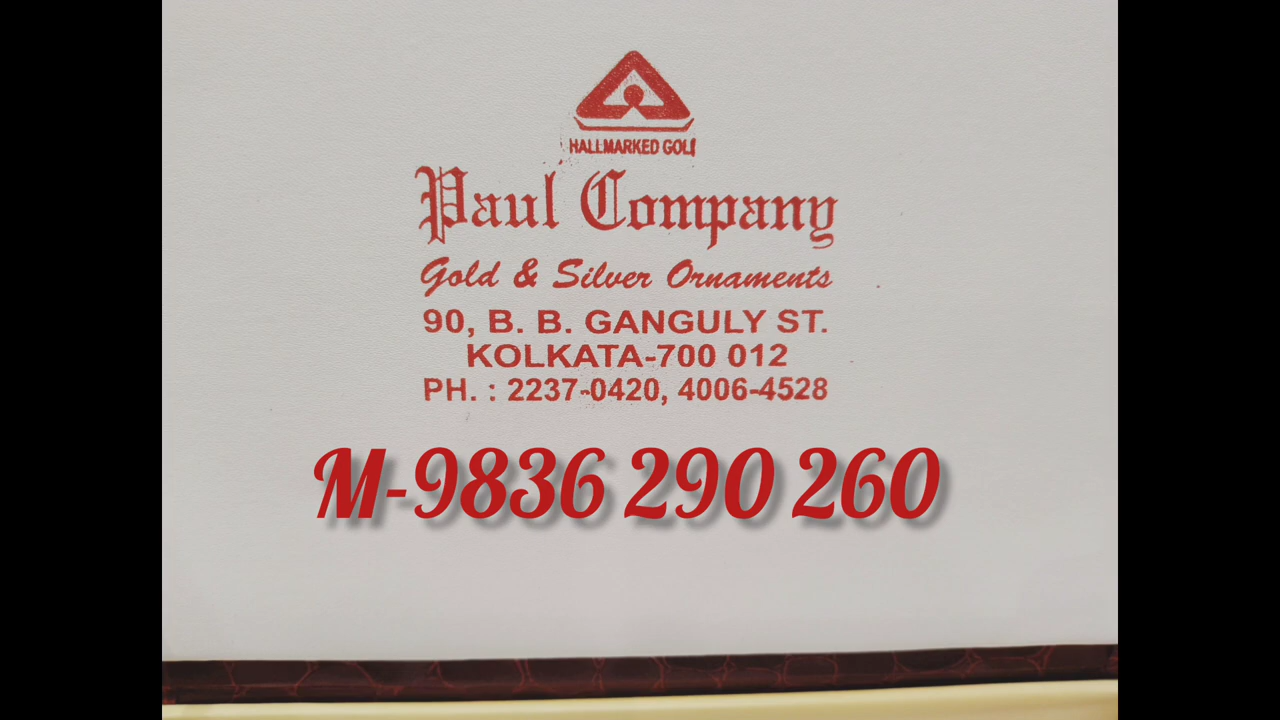 HALLMARKED GOLD
Paul Company
Gold & Silver Ornaments
90, B. B. GANGULY ST.
KOLKATA-700 012
PH. : 2237-0420, 4006-4528
M-9836 290 260